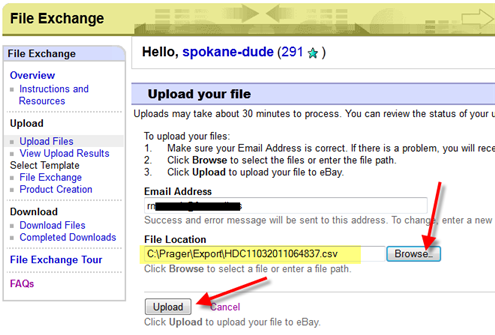 File Exchange
Hello, spokane-dude (291)
File Exchange
Overview
Instructions and
Resources
Upload
Upload Files
View Upload Results
Select Template
File Exchange
Product Creation
Download
Download Files
Completed Downloads
File Exchange Tour
FAQs
Upload your file
Uploads may take about 30 minutes to process. You can review the status of your u
To upload your files:
1. Make sure your Email Address is correct. If there is a problem, you will rece
2. Click Browse to select the files or enter the file path.
3. Click Upload to upload your file to eBay.
Email Address
Success and error message will be sent to this address. To change, enter a new
File Location
C:\Prager\Export\HDC11032011064837.csv
Browse..
Click Browse to select a file or enter a file path.
Upload Cancel
Click Upload to upload your file to eBay.